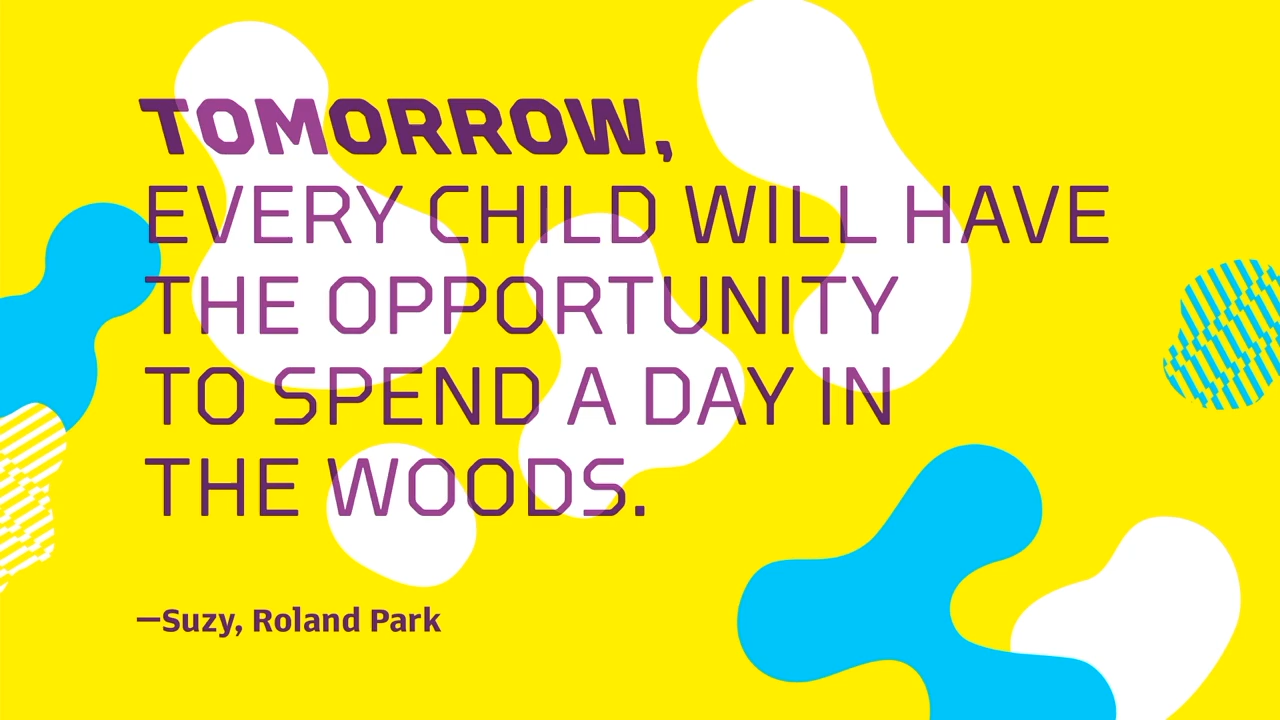 TOMORROW,
EVERY CHILD WILL HAVE
THE OPPORTUNITY
TO SPEND A DAY IN
THE WOODS.
—Suzy, Roland Park